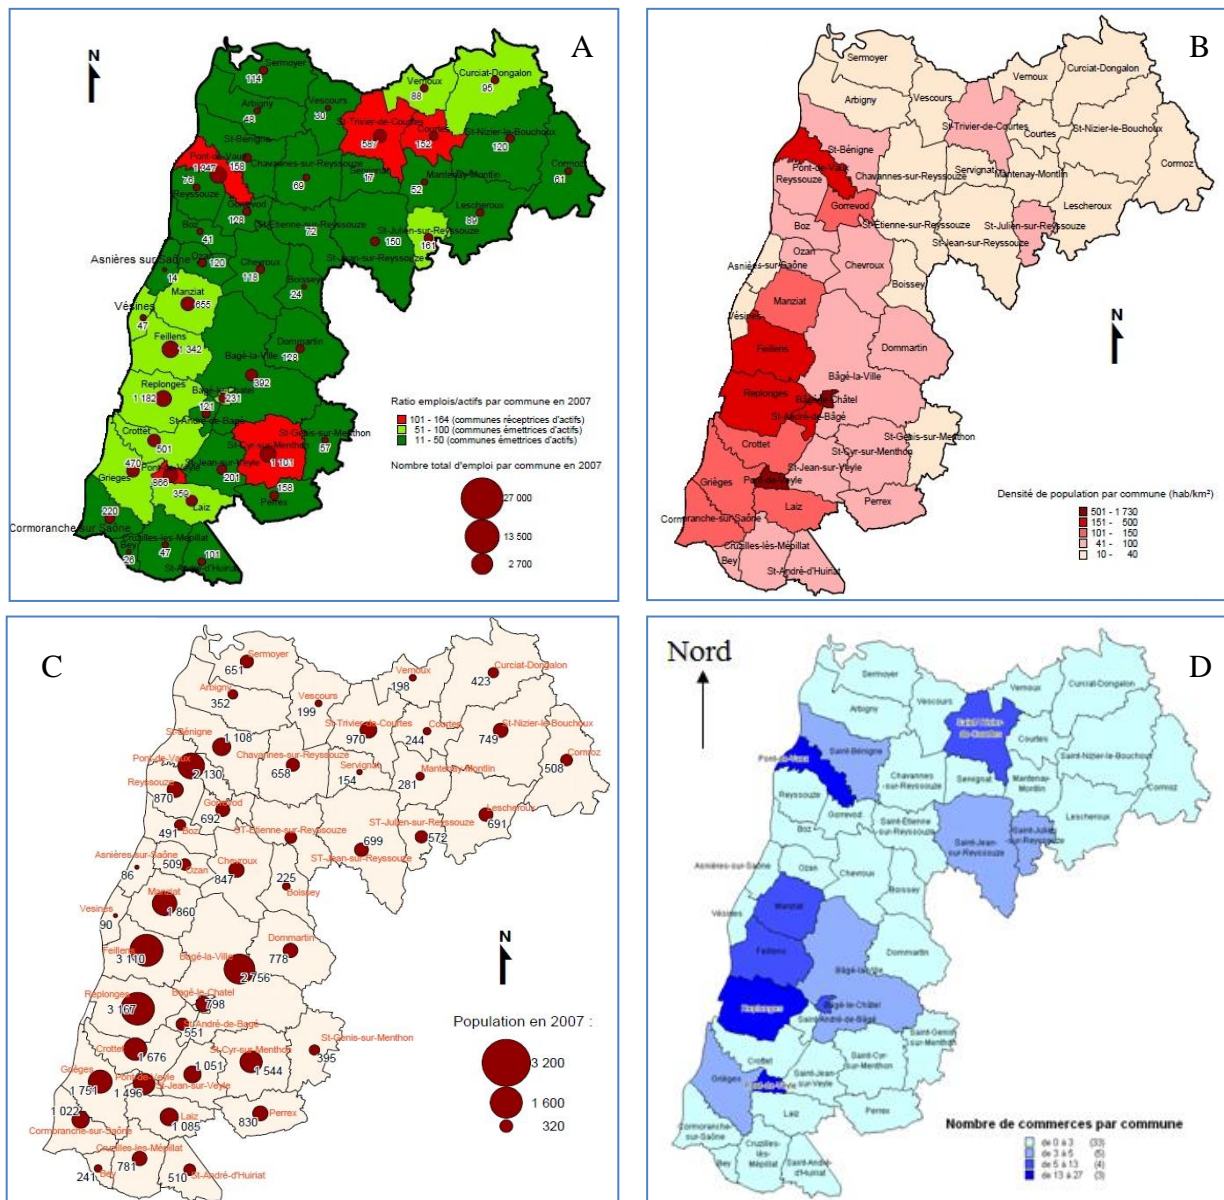 A
N
Sermoyer
114
Arbigny
48
Vescours
30
Vernoux
88
Curciat-Dongalon
95
St-Trivier-de-Courtes
587
Courtes
152
St-Nizier-le-Bouchoux
120
Cormoz
61
St-Bénigne
158
Pont-de-Vaux
1 947
Chavannes-sur-Reyssouze
69
Servignat
17
Mantenay-Montlin
52
Reyssouze
76
Gorrevod
128
St-Etienne-sur-Reyssouze
72
Lescheroux
89
St-Julien-sur-Reyssouze
161
St-Jean-sur-Reyssouze
150
Boz
41
Asnières sur Saône
14
Ozan
120
Chevroux
118
Boissey
24
Manziat
655
Vésines
47
Feillens
1 342
Dommartin
128
Bagé-la-Ville
392
Replonges
1 182
Bagé-le-Chatel
231
St-André-de-Bagé
121
Crottet
501
St-Genis-sur-Menthon
57
St-Cyr-sur-Menthon
1 101
Grieges
470
Pont-de-Veyle
866
St-Jean-sur-Veyle
201
Laiz
359
Perrex
158
Cormoranche-sur Saône
220
Cruzilles-les-Mépillat
47
Bey
26
St-André-d'Huiriat
101
Ratio emplois/actifs par commune en 2007
101 - 164 (communes réceptrices d'actifs)
51 - 100 (communes émettrices d'actifs)
11 - 50 (communes émettrices d'actifs)
Nombre total d'emploi par commune en 2007
27 000
13 500
2 700
B
Sermoyer
Arbigny
Vescours
Vernoux
Curciat-Dongalon
St-Trivier-de-Courtes
Courtes
St-Nizier-le-Bouchoux
Cormoz
St-Bénigne
Pont-de-Vaux
Reyssouze
Chavannes-sur-Reyssouze
Servignat
Mantenay-Montlin
Gorrevod
Lescheroux
Boz
St-Etienne-sur-Reyssouze
St-Julien-sur-Reyssouze
St-Jean-sur-Reyssouze
Ozan
Asnières-sur-Saône
Chevroux
Boissey
Manziat
Vésines
N
Feillens
Dommartin
Bâgé-la-Ville
Replonges
Bâgé-le-Châtel
St-André-de-Bâgé
Crottet
St-Genis-sur-Menthon
St-Cyr-sur-Menthon
Grièges
Pont-de-Veyle
St-Jean-sur-Veyle
Laiz
Perrex
Cormoranche-sur-Saône
Cruzilles-lès-Mépillat
Bey
St-André-d'Huiriat
Densité de population par commune (hab/km²)
501 - 1 730
151 - 500
101 - 150
41 - 100
10 - 40
C
Sermoyer
651
Arbigny
352
Vescours
199
Vernoux
198
Curciat-Dongalon
423
St-Trivier-de-Courtes
970
Courtes
244
St-Nizier-le-Bouchoux
749
Cormoz
508
St-Bénigne
1 108
Pont-de-Vaux
2 130
Chavannes-sur-Reyssouze
658
Servignat
154
Mantenay-Montlin
281
Reyssouze
870
Gorrevod
692
Lescheroux
691
Boz
491
ST-Etienne-sur-Reyssouze
ST-Julien-sur-Reyssouze
572
ST-Jean-sur-Reyssouze
699
Asnières-sur-Saône
86
Ozan
509
Chevroux
847
Boissey
225
Manziat
1 860
Vesines
90
Feillens
3 110
Bagé-la-Ville
2 756
Dommartin
778
N
Replonges
3 167
Bagé-le-Chatel
798
St-André-de-Bagé
551
Crottet
1 676
St-Cyr-sur-Menthon
1 544
St-Genis-sur-Menthon
395
Grièges
1 751
Pont-de-Veyle
1 496
St-Jean-sur-Veyle
1 051
Laiz
1 085
Perrex
830
1 022
Cormoranche-sur-Saône
Cruzilles-les-Mépillat
781
Bey
241
St-André-d'Huiriat
510
Population en 2007 :
3 200
1 600
320
Nord
D
Sermoyer
Arbigny
Vescours
Vernoux
Curciat-Dongalon
Saint-Trivier-
de-Courtes
Courtes
Saint-Nizier-le-Bouchoux
Cormoz
Pont-de-Vaux
Saint-Bénigne
Chavannes
-sur-Reyssouze
Servignat
Mantenay-
Montlin
Reyssouze
Gorrevod
Lescheroux
Boz
Saint-Étienne
-sur-Reyssouze
Saint-Jean-
sur-Reyssouze
Saint-Julien-
sur-Reyssouze
Asnières-sur-Saône
Ozan
Chevroux
Boissey
Manziat
Vésines
Feillens
Dommartin
Bâgé-la-Ville
Replonges
Bâgé-le-Châtel
Saint-André-de-Bâgé
Crottet
Saint-Cyr-
sur-Menthon
Saint-Genis-
sur-Menthon
Grièges
Pont-de-Veyle
Saint-Jean-
sur-Veyle
Laiz
Perrex
Cormoranche-
sur-Saône
Cruzilles-
lès-
Mépillat
Bey
Saint-André-
d'Huiriat
Nombre de commerces par commune
de 0 à 3 (33)
de 3 à 5 (5)
de 5 à 13 (4)
de 13 à 27 (3)